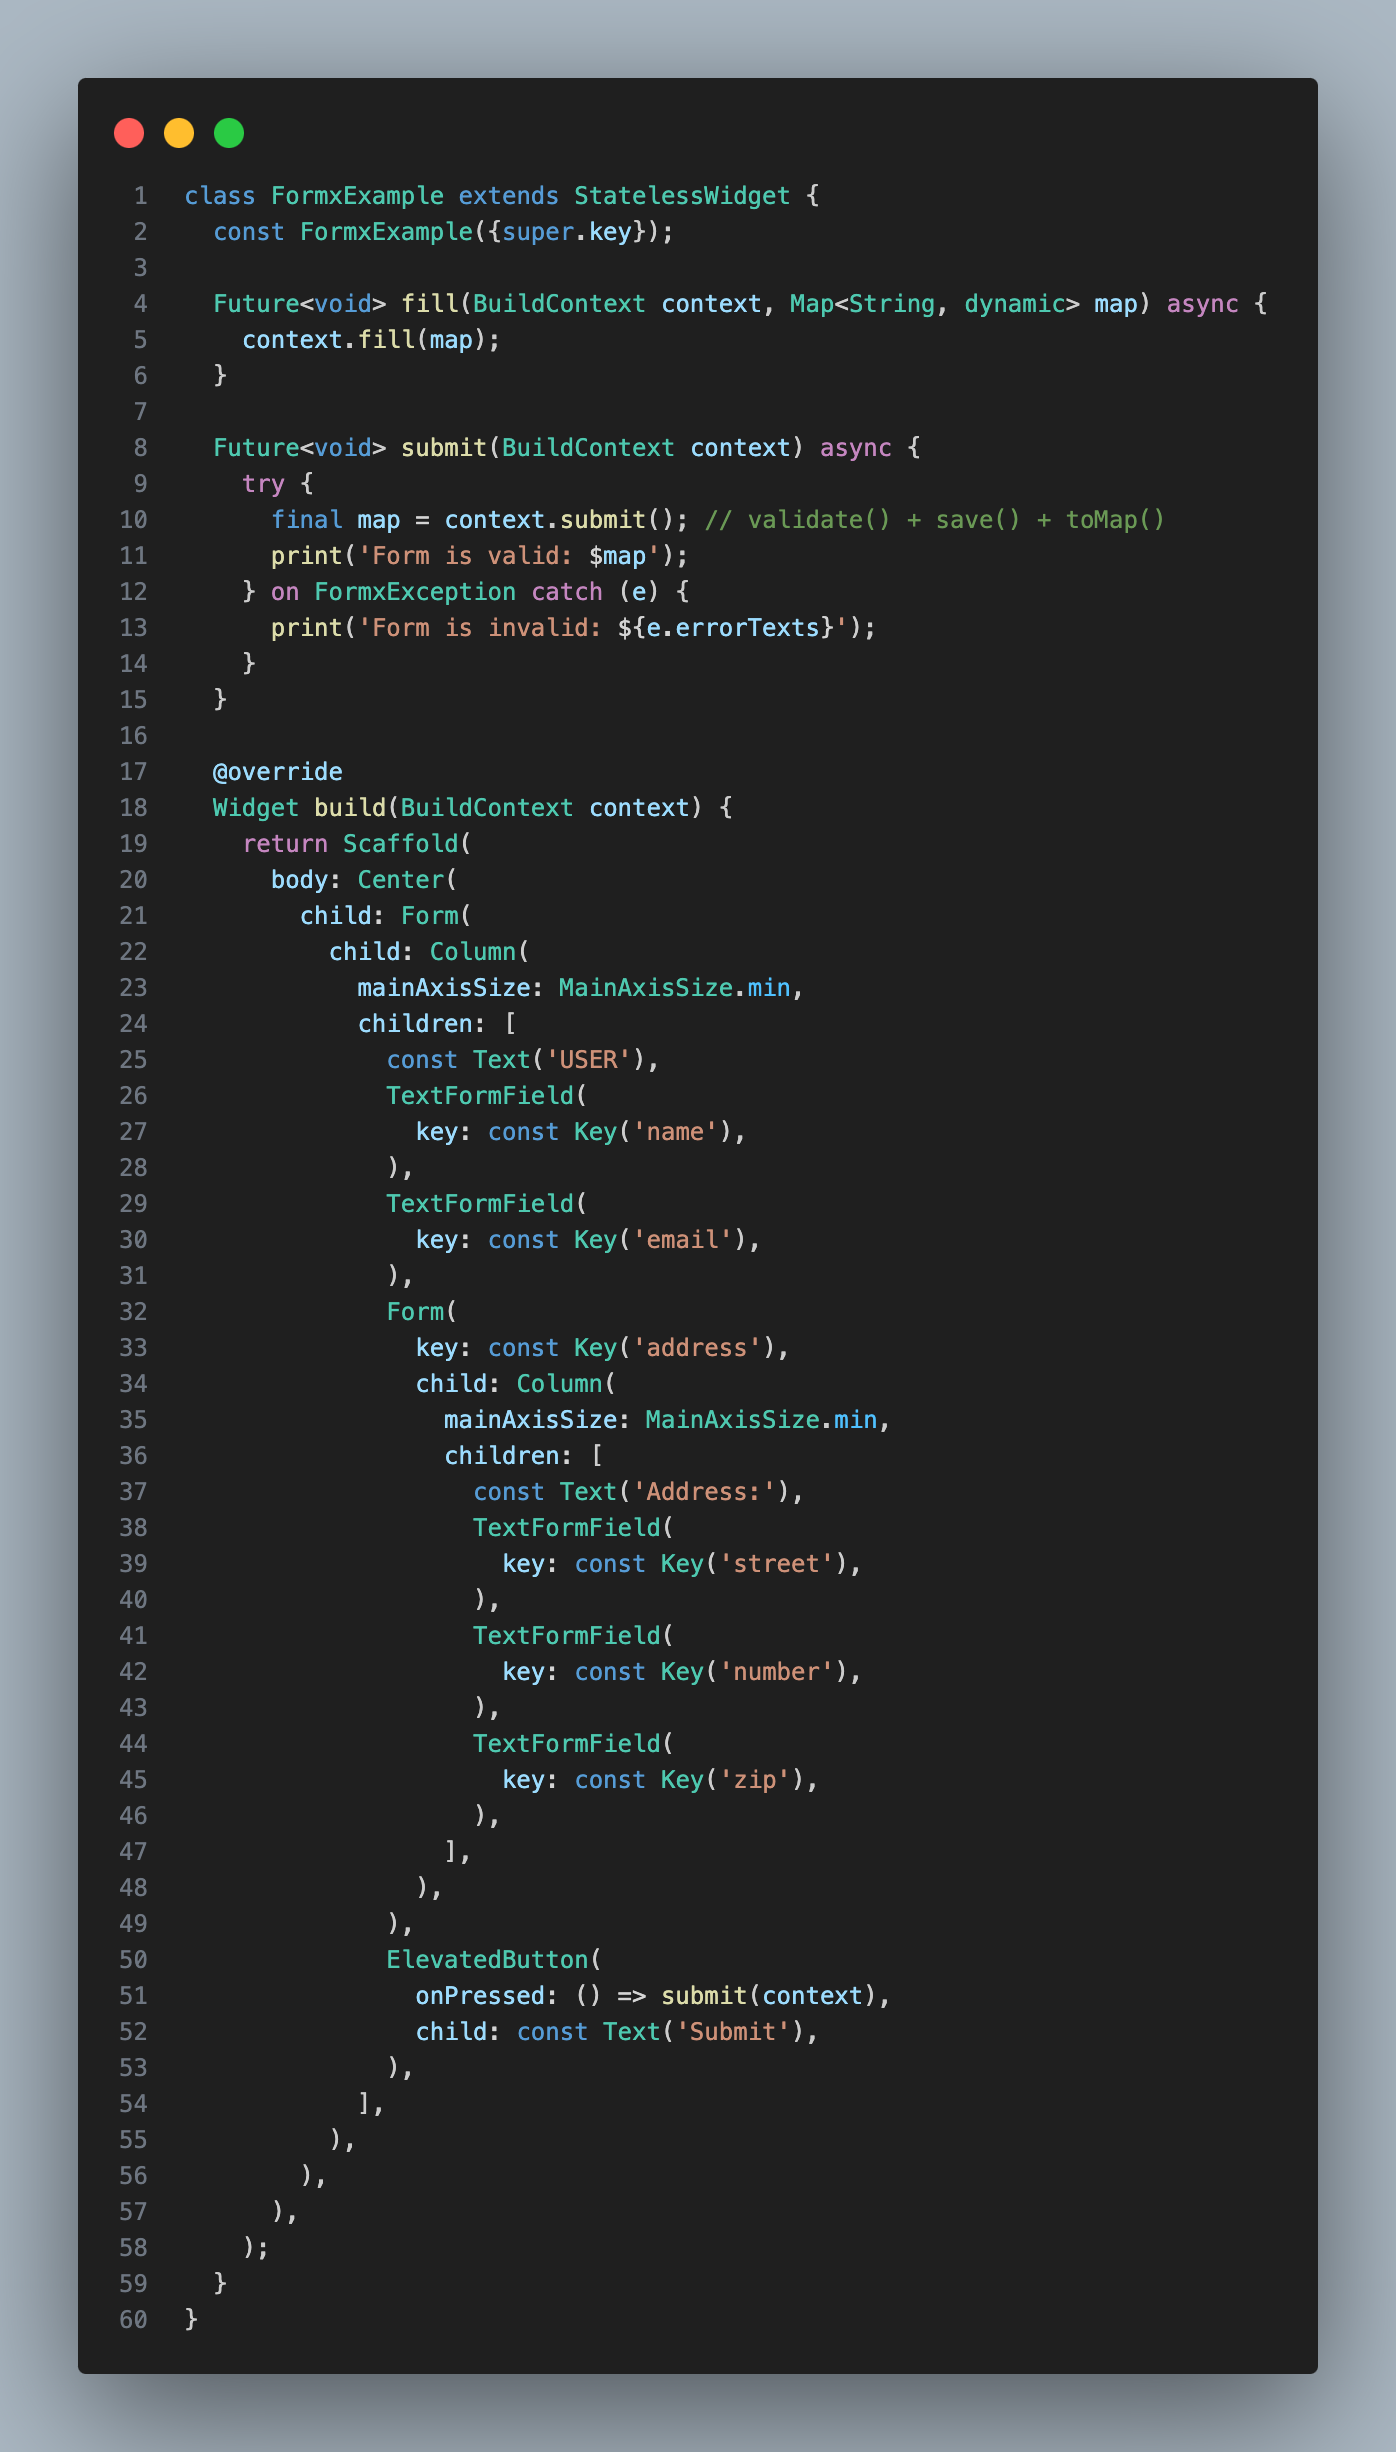 1 class FormxExample extends StatelessWidget {
2   const FormxExample({super.key});
3
4   Future<void> fill(BuildContext context, Map<String, dynamic> map) async {
5     context.fill(map);
6   }
7
8   Future<void> submit(BuildContext context) async {
9     try {
10       final map = context.submit(); // validate() + save() + toMap()
11       print('Form is valid: $map');
12     } on FormxException catch (e) {
13       print('Form is invalid: ${e.errorTexts}');
14     }
15   }
16
17   @override
18   Widget build(BuildContext context) {
19     return Scaffold(
20       body: Center(
21         child: Form(
22           child: Column(
23             mainAxisSize: MainAxisSize.min,
24             children: [
25               const Text('USER'),
26               TextFormField(
27                 key: const Key('name'),
28               ),
29               TextFormField(
30                 key: const Key('email'),
31               ),
32               Form(
33                 key: const Key('address'),
34                 child: Column(
35                   mainAxisSize: MainAxisSize.min,
36                   children: [
37                     const Text('Address:'),
38                     TextFormField(
39                       key: const Key('street'),
40                     ),
41                     TextFormField(
42                       key: const Key('number'),
43                     ),
44                     TextFormField(
45                       key: const Key('zip'),
46                     ),
47                   ],
48                 ),
49               ),
50               ElevatedButton(
51                 onPressed: () => submit(context),
52                 child: const Text('Submit'),
53               ),
54             ],
55           ),
56         ),
57       ),
58     );
59   }
60 }